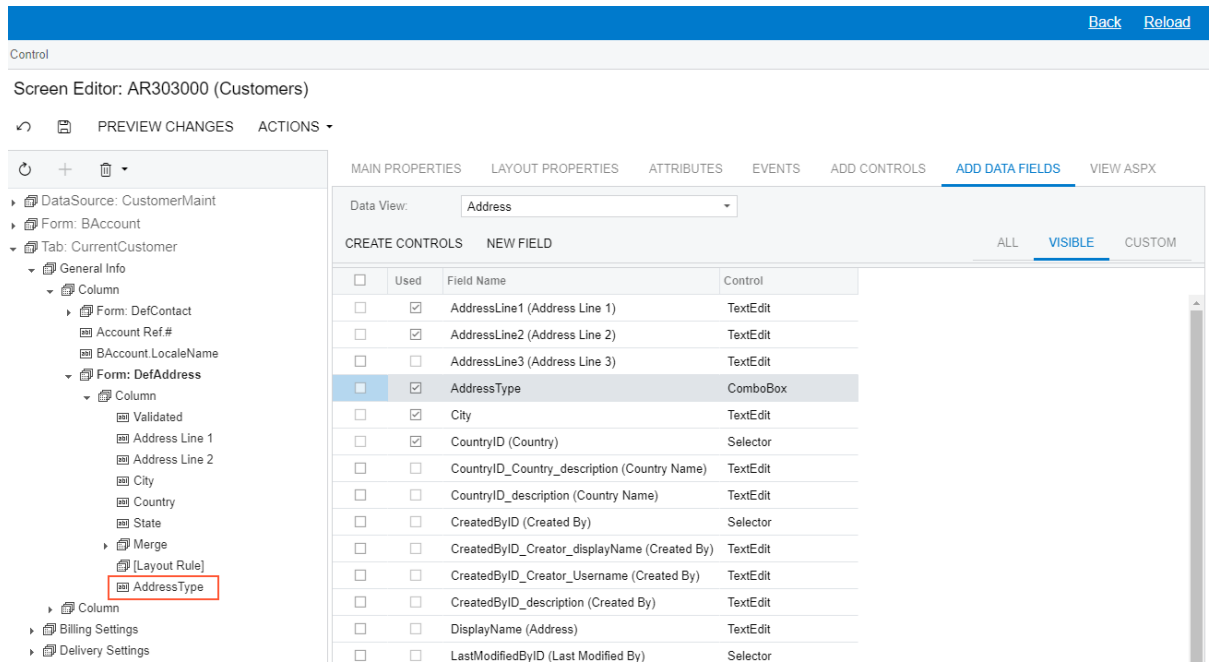 Back Reload
Control
Screen Editor: AR303000 (Customers)
PREVIEW CHANGES ACTIONS
DataSource: CustomerMaint
Form: BAccount
Tab: CurrentCustomer
General Info
Column
Form: DefContact
Account Ref.#
BAccount.LocaleName
Form: DefAddress
Column
Validated
Address Line 1
Address Line 2
City
Country
State
Merge
[Layout Rule]
AddressType
Column
Billing Settings
Delivery Settings
MAIN PROPERTIES LAYOUT PROPERTIES ATTRIBUTES EVENTS ADD CONTROLS ADD DATA FIELDS VIEW ASPX
Data View: Address
CREATE CONTROLS NEW FIELD ALL VISIBLE CUSTOM
Used Field Name Control
AddressLine1 (Address Line 1) TextEdit
AddressLine2 (Address Line 2) TextEdit
AddressLine3 (Address Line 3) TextEdit
AddressType ComboBox
City TextEdit
CountryID (Country) Selector
CountryID_Country_description (Country Name) TextEdit
CountryID_description (Country Name) TextEdit
CreatedByID (Created By) Selector
CreatedByID_Creator_displayName (Created By) TextEdit
CreatedByID_Creator_Username (Created By) TextEdit
CreatedByID_description (Created By) TextEdit
DisplayName (Address) TextEdit
LastModifiedByID (Last Modified By) Selector